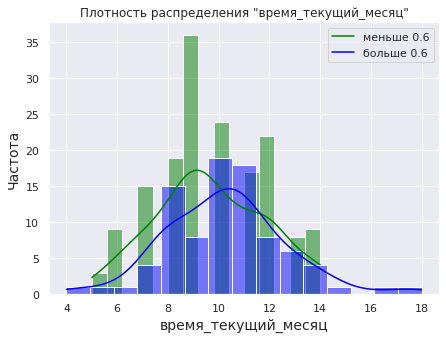 Плотность распределения "время_текущий_месяц"
меньше 0.6
больше 0.6
Частота
35
30
25
20
15
10
5
0
4 6 8 10 12 14 16 18
время_текущий_месяц